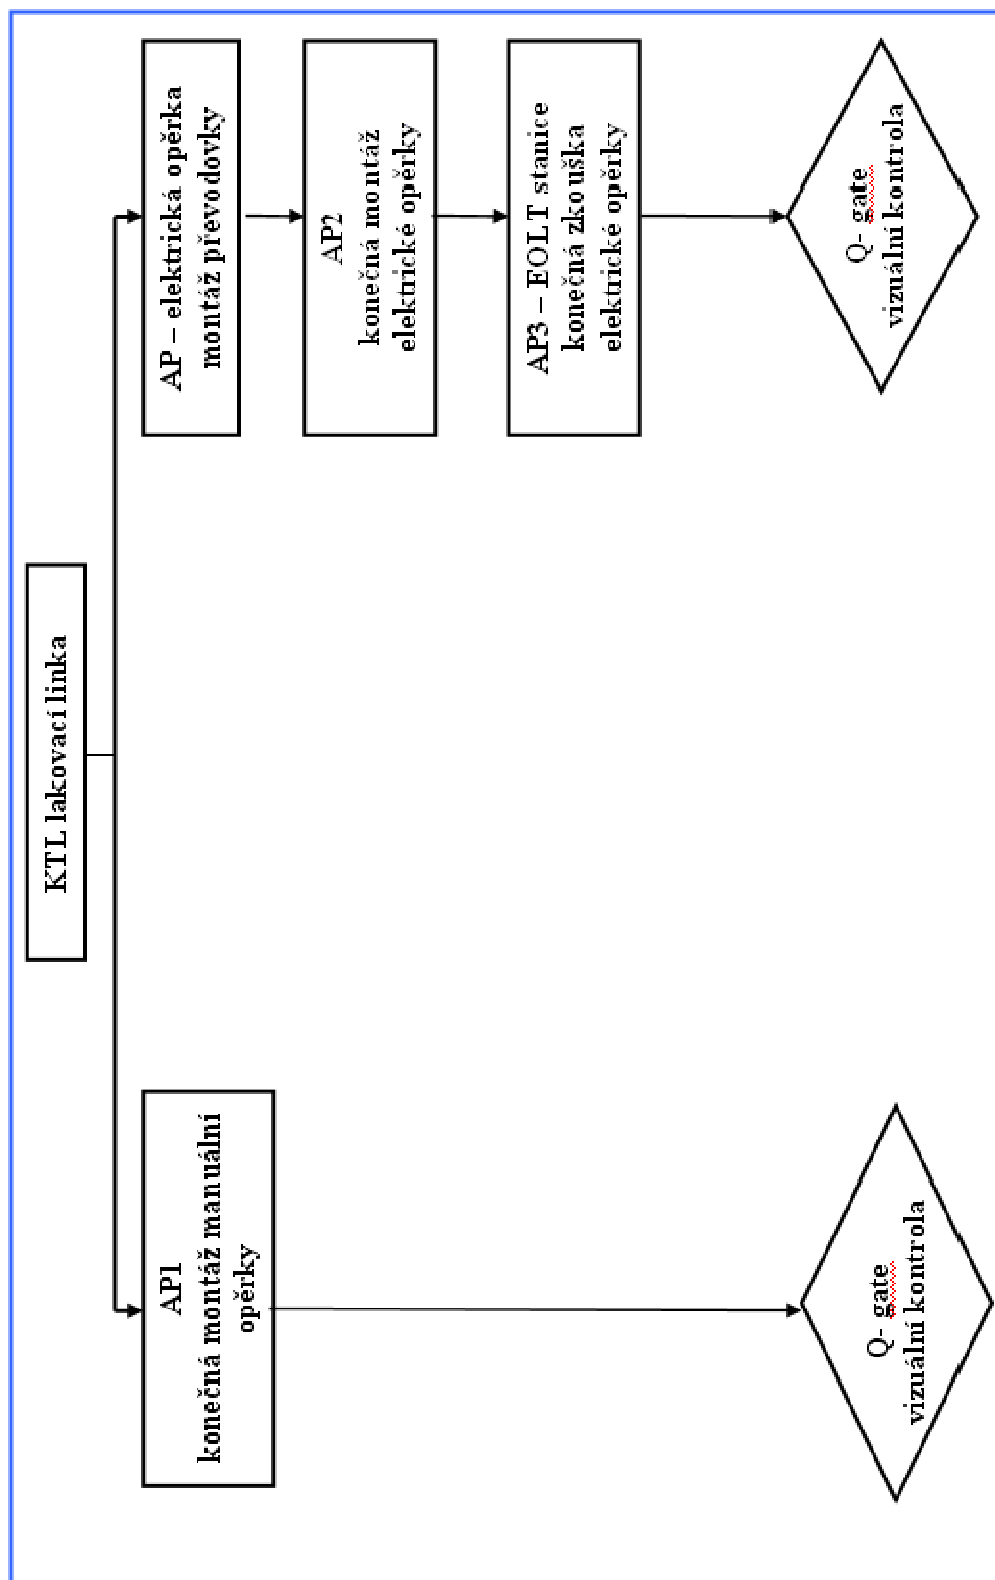 KTL lakovací linka
AP1
konečná montáž manuální
opěrky
Q- gate
vizuální kontrola
AP – elektrická opěrka
montáž převodovky
AP2
konečná montáž
elektrické opěrky
AP3 – EOLT stanice
konečná zkouška
elektrické opěrky
Q- gate
vizuální kontrola